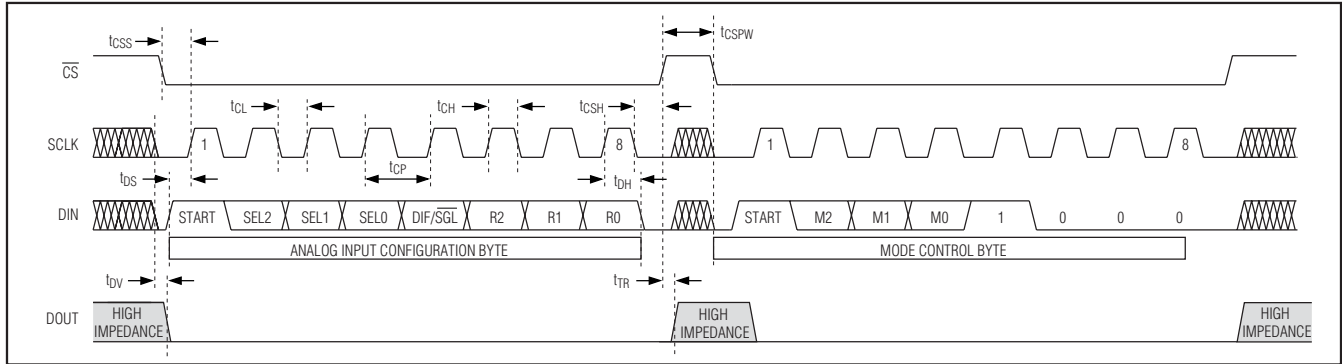 tCSS
tCSPW
CS
tCL
tCH
tCSH
SCLK
1
8
1
8
tCP
tDS
tDH
DIN
START SEL2 SEL1 SEL0 DIF/SGL R2 R1 R0
START M2 M1 M0 1 0 0 0
ANALOG INPUT CONFIGURATION BYTE
MODE CONTROL BYTE
tDV
tTR
DOUT
HIGH
IMPEDANCE
HIGH
IMPEDANCE
HIGH
IMPEDANCE